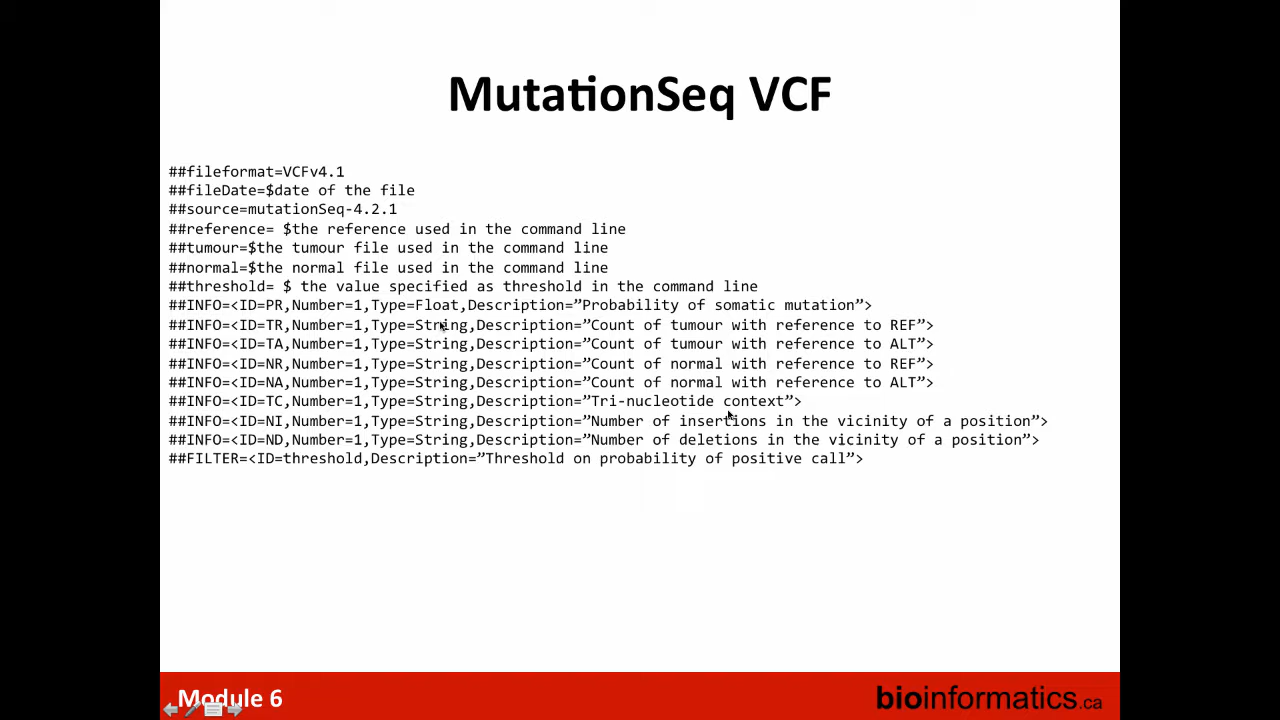 MutationSeq VCF
##fileformat=VCFv4.1
##fileDate=$date of the file
##source=mutationSeq-4.2.1
##reference= $the reference used in the command line
##tumour=$the tumour file used in the command line
##normal=$the normal file used in the command line
##threshold= $ the value specified as threshold in the command line
##INFO=<ID=PR,Number=1,Type=Float,Description=”Probability of somatic mutation”>
##INFO=<ID=TR,Number=1,Type=String,Description=”Count of tumour with reference to REF”>
##INFO=<ID=TA,Number=1,Type=String,Description=”Count of tumour with reference to ALT”>
##INFO=<ID=NR,Number=1,Type=String,Description=”Count of normal with reference to REF”>
##INFO=<ID=NA,Number=1,Type=String,Description=”Count of normal with reference to ALT”>
##INFO=<ID=TC,Number=1,Type=String,Description=”Tri-nucleotide context”>
##INFO=<ID=NI,Number=1,Type=String,Description=”Number of insertions in the vicinity of a position”>
##INFO=<ID=ND,Number=1,Type=String,Description=”Number of deletions in the vicinity of a position”>
##FILTER=<ID=threshold,Description=”Threshold on probability of positive call”>
Module 6
bioinformatics.ca